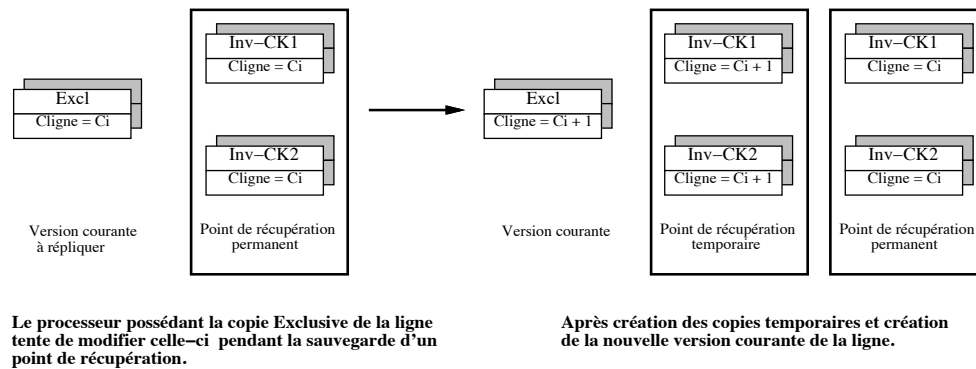 Inv−CK1
Cligne = Ci
Excl
Cligne = Ci
Inv−CK2
Cligne = Ci
Version courante
à répliquer
Point de récupération
permanent
Inv−CK1
Cligne = Ci + 1
Inv−CK1
Cligne = Ci
Excl
Cligne = Ci + 1
Inv−CK2
Cligne = Ci + 1
Inv−CK2
Cligne = Ci
Version courante
Point de récupération
temporaire
Point de récupération
permanent
Le processeur possédant la copie Exclusive de la ligne
tente de modifier celle−ci pendant la sauvegarde d'un
point de récupération.
Après création des copies temporaires et création
de la nouvelle version courante de la ligne.